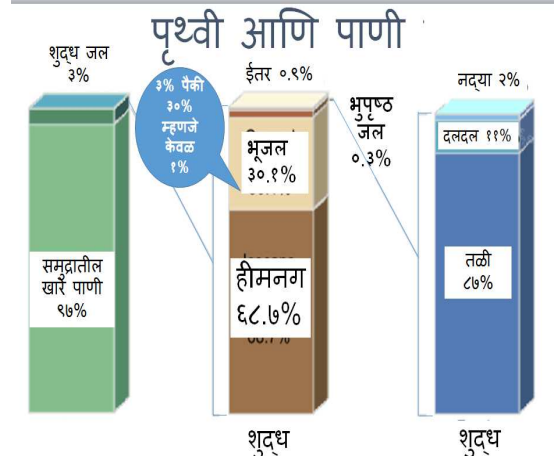 पृथ्वी आणि पाणी
शुद्ध जल
३%
समुद्रातील
खारे पाणी
९७%
३% पैकी
३०%
म्हणजे
केवळ
१%
ईतर ०.९%
भूजल
३०.१%
हीमनग
६८.७%
शुद्ध
भुपृष्ठ
जल
०.३%
नद्या २%
दलदल ११%
तळी
८७%
शुद्ध